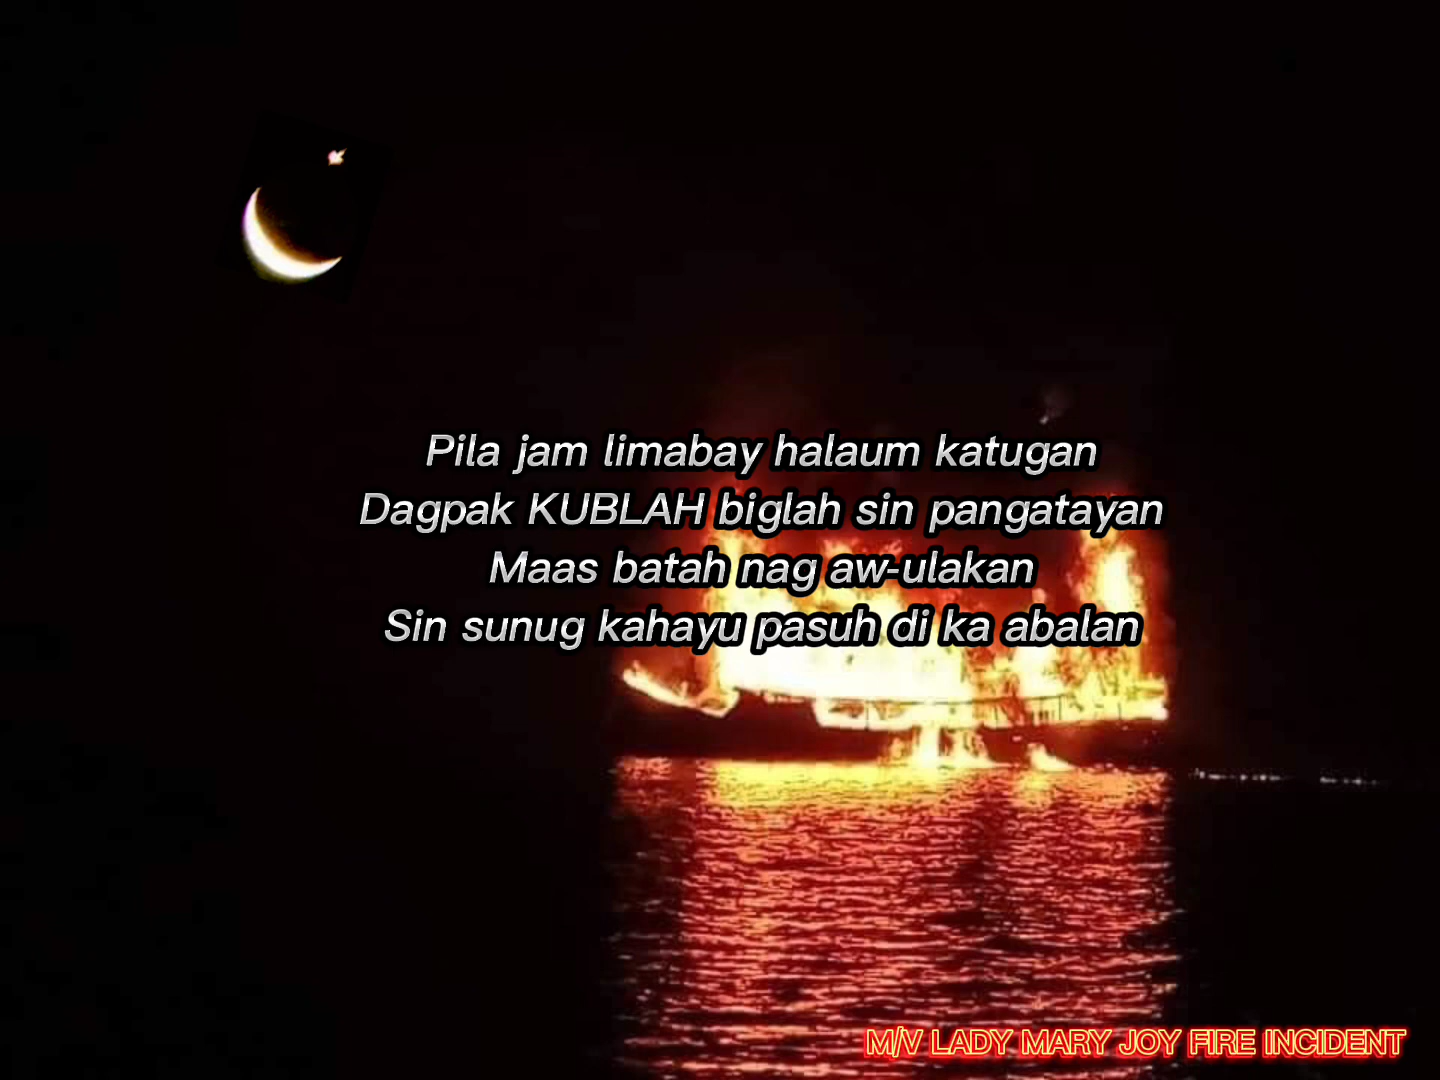 Pila jam limabay halaum katugan
Dagpak KUBLAH biglah sin pangatayan
Maas batah nag aw-ulakan
Sin sunug kahayu pasuh di ka abalan
M/V LADY MARY JOY FIRE INCIDENT